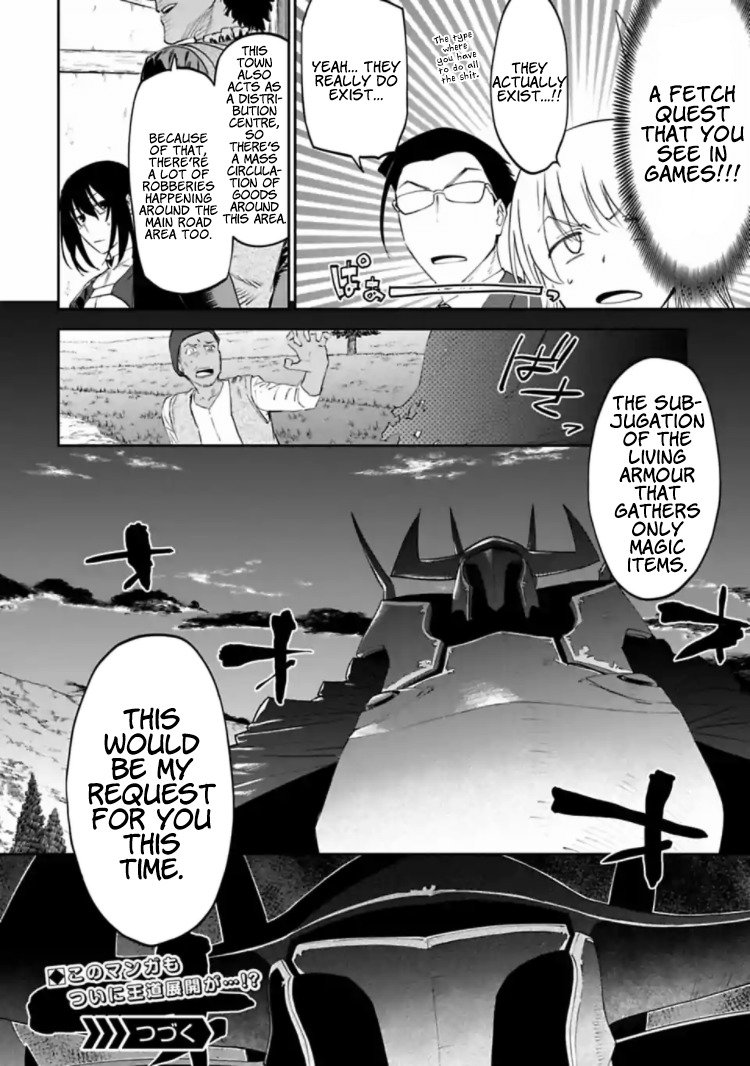 A FETCH
QUEST
THAT YOU
SEE IN
GAMES!!!
THEY
ACTUALLY
EXIST...!!
The type
where
you have
to do all
the shit.
YEAH... THEY
REALLY DO
EXIST...
ぱぁ
THIS
TOWN
ALSO
ACTS AS
A DISTRI-
BUTION
CENTRE,
SO
THERE'S
A MASS
CIRCULA-
TION OF
GOODS
AROUND
THIS AREA.
BECAUSE
OF THAT,
THERE'RE
A LOT OF
ROBBERIES
HAPPENING
AROUND THE
MAIN ROAD
AREA TOO.
THE SUB-
JUGATION
OF THE
LIVING
ARMOUR
THAT
GATHERS
ONLY
MAGIC
ITEMS.
THIS
WOULD
BE MY
REQUEST
FOR YOU
THIS
TIME.
◆このマンガも
ついに王道展開が…!?
つづく